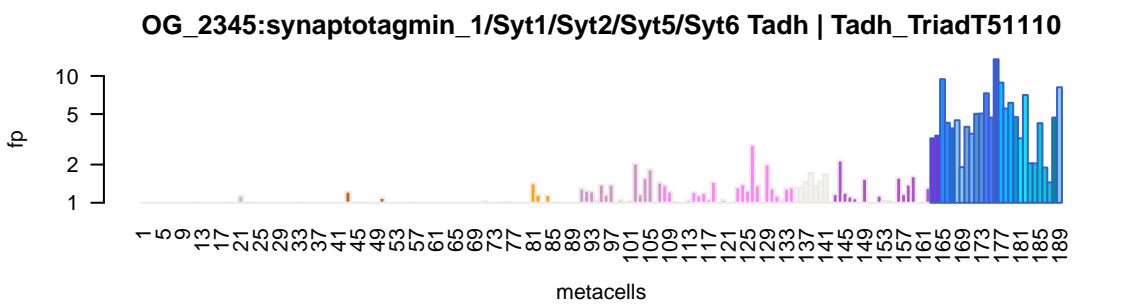 OG_2345:synaptotagmin_1/Syt1/Syt2/Syt5/Syt6 Tadh | Tadh_TriadT51110
10
5
2
1
fp
1 5 9 13 17 21 25 29 33 37 41 45 49 53 57 61 65 69 73 77 81 85 89 93 97 101 105 109 113 117 121 125 129 133 137 141 145 149 153 157 161 165 169 173 177 181 185 189
metacells